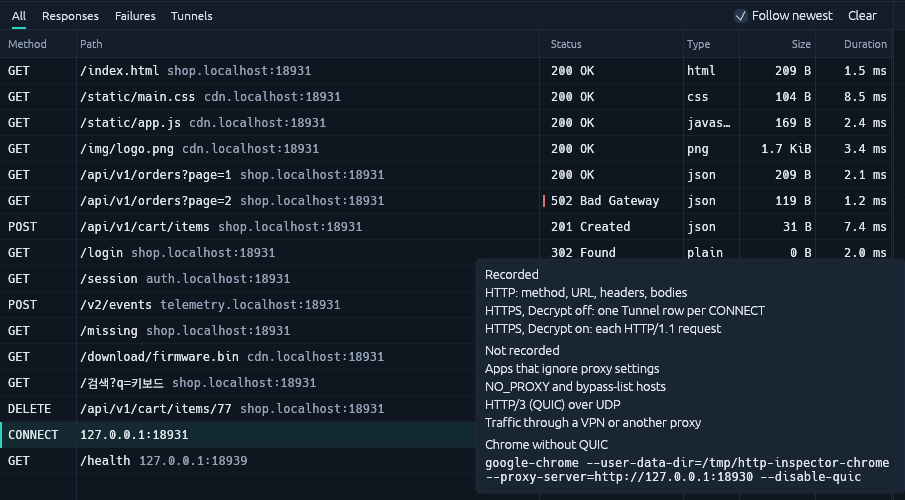 All Responses Failures Tunnels Follow newest Clear
Method Path Status Type Size Duration
GET /index.html shop.localhost:18931 200 OK html 209 B 1.5 ms
GET /static/main.css cdn.localhost:18931 200 OK css 104 B 8.5 ms
GET /static/app.js cdn.localhost:18931 200 OK javas… 169 B 2.4 ms
GET /img/logo.png cdn.localhost:18931 200 OK png 1.7 KiB 3.4 ms
GET /api/v1/orders?page=1 shop.localhost:18931 200 OK json 209 B 2.1 ms
GET /api/v1/orders?page=2 shop.localhost:18931 502 Bad Gateway json 119 B 1.2 ms
POST /api/v1/cart/items shop.localhost:18931 201 Created json 31 B 7.4 ms
GET /login shop.localhost:18931 302 Found plain 0 B 2.0 ms
GET /session auth.localhost:18931
POST /v2/events telemetry.localhost:18931
GET /missing shop.localhost:18931
GET /download/firmware.bin cdn.localhost:18931
GET /검색?q=키보드 shop.localhost:18931
DELETE /api/v1/cart/items/77 shop.localhost:18931
CONNECT 127.0.0.1:18931
GET /health 127.0.0.1:18939
Recorded
HTTP: method, URL, headers, bodies
HTTPS, Decrypt off: one Tunnel row per CONNECT
HTTPS, Decrypt on: each HTTP/1.1 request
Not recorded
Apps that ignore proxy settings
NO_PROXY and bypass-list hosts
HTTP/3 (QUIC) over UDP
Traffic through a VPN or another proxy
Chrome without QUIC
google-chrome --user-data-dir=/tmp/http-inspector-chrome
--proxy-server=http://127.0.0.1:18930 --disable-quic